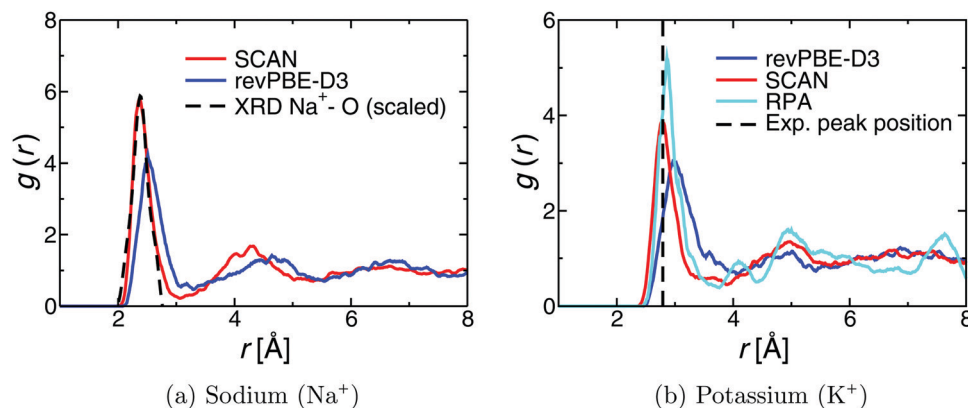 8
6
4
2
0
g(r)
SCAN
revPBE-D3
XRD Na⁺- O (scaled)
2 4 6 8
r [Å]
(a) Sodium (Na⁺)
6
4
2
0
g(r)
revPBE-D3
SCAN
RPA
Exp. peak position
2 4 6 8
r [Å]
(b) Potassium (K⁺)